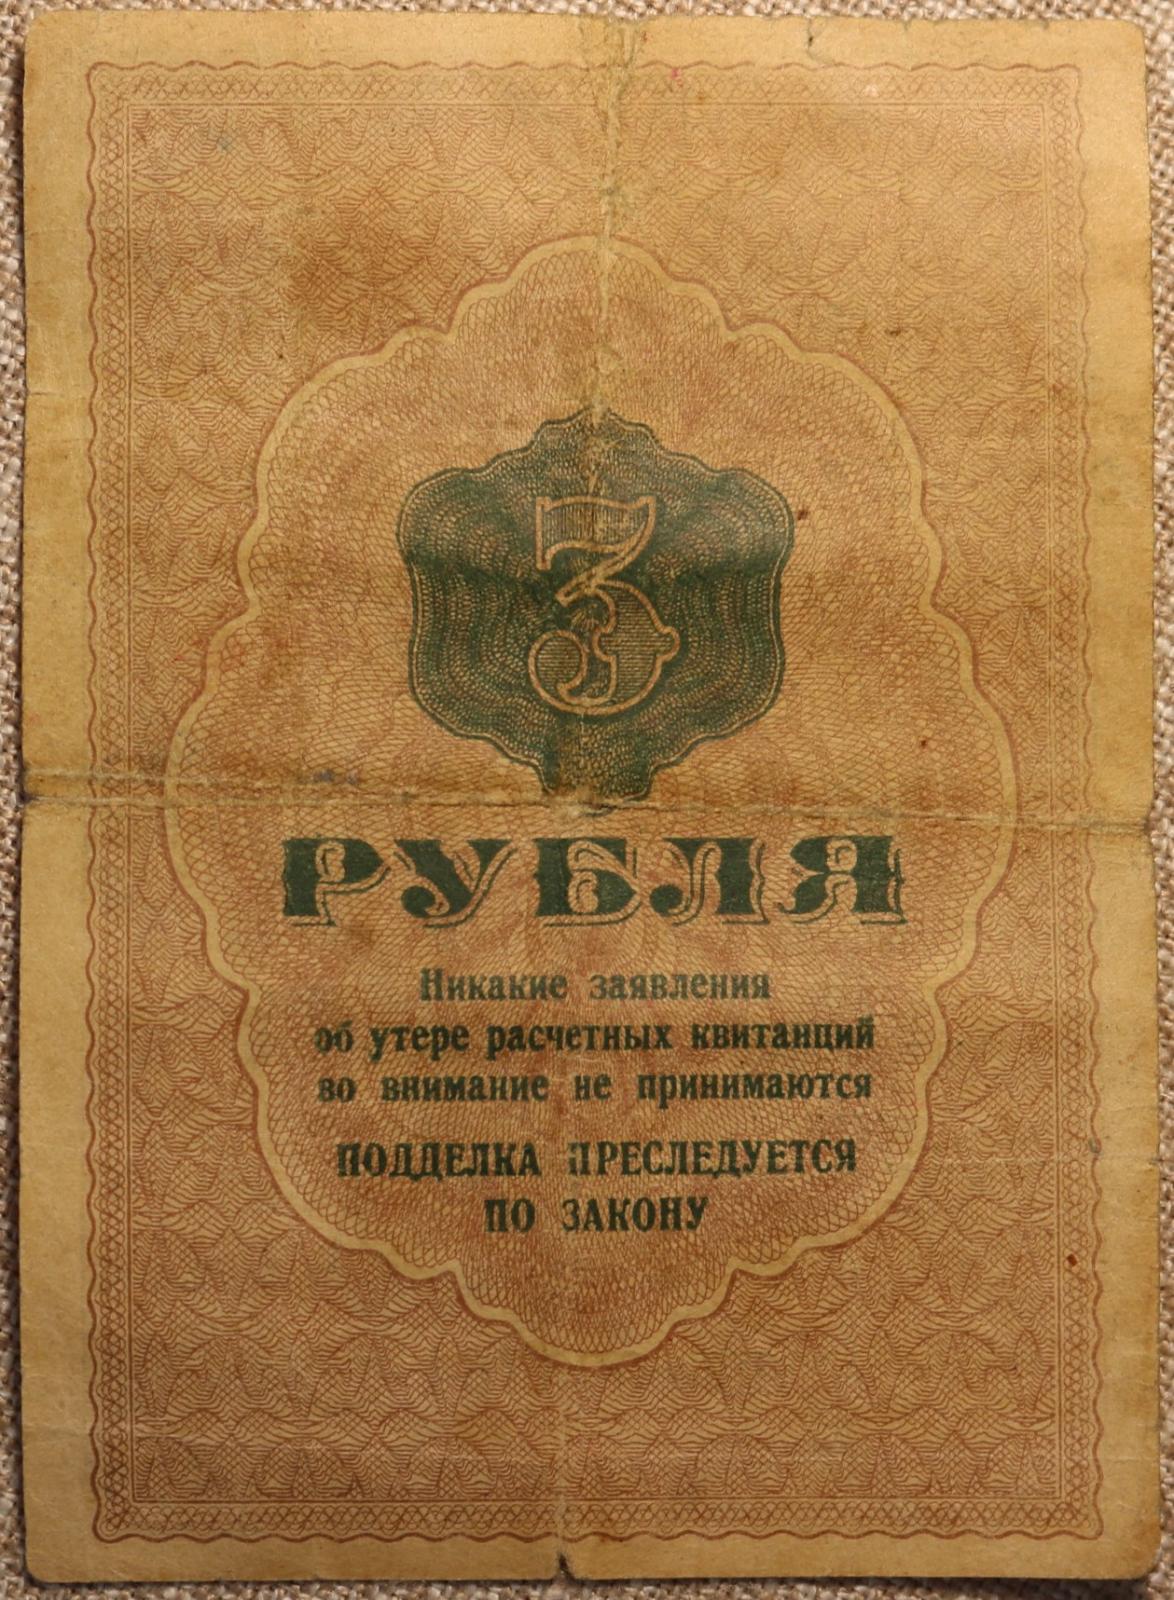 3
РУБЛЯ
Никакие заявления
об утере расчетных квитанций
во внимание не принимаются
ПОДДЕЛКА ПРЕСЛЕДУЕТСЯ
ПО ЗАКОНУ